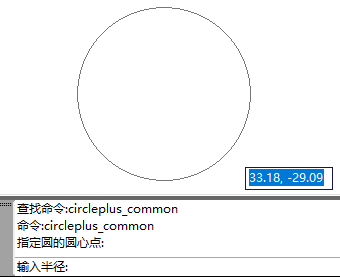 33.18, -29.09
查找命令:circleplus_common
命令:circleplus_common
指定圆的圆心点:
输入半径: